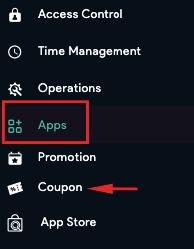 Access Control
Time Management
Operations
Apps
Promotion
Coupon
App Store